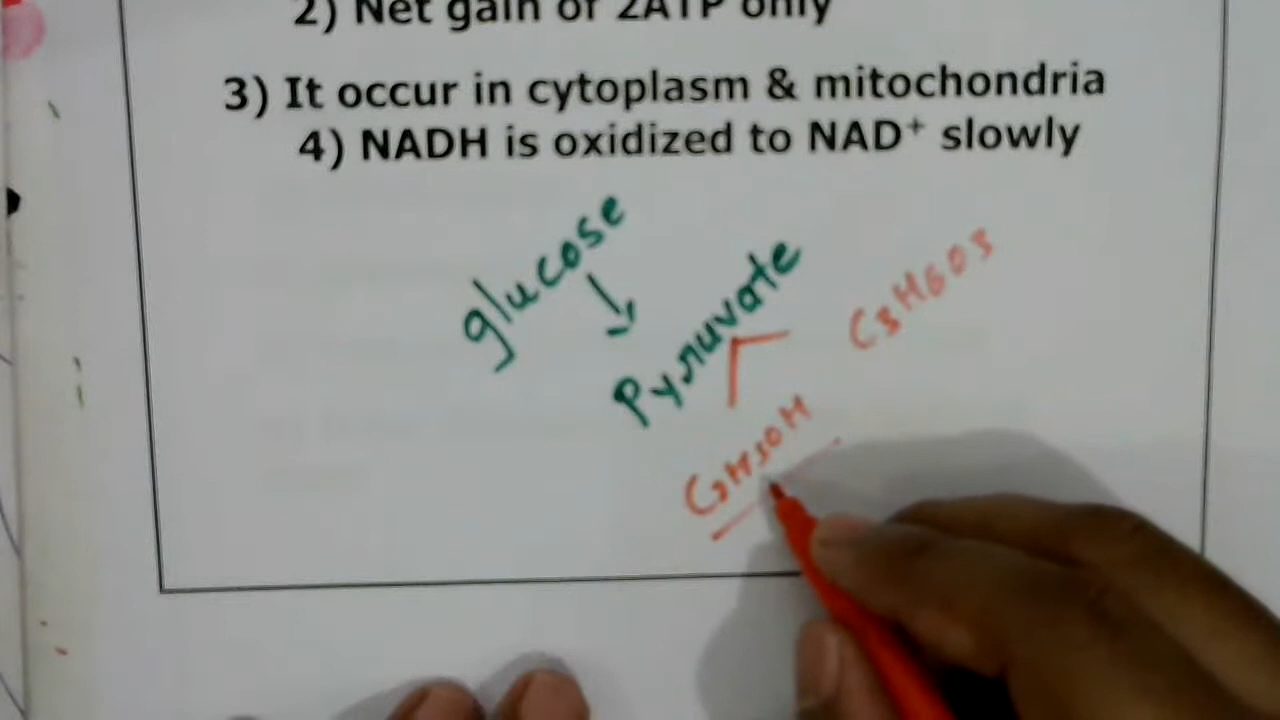 2) Net gain of 2ATP only
3) It occur in cytoplasm & mitochondria
4) NADH is oxidized to NAD⁺ slowly
glucose
↓
Pyruvate
C3H6O3
C2H5OH